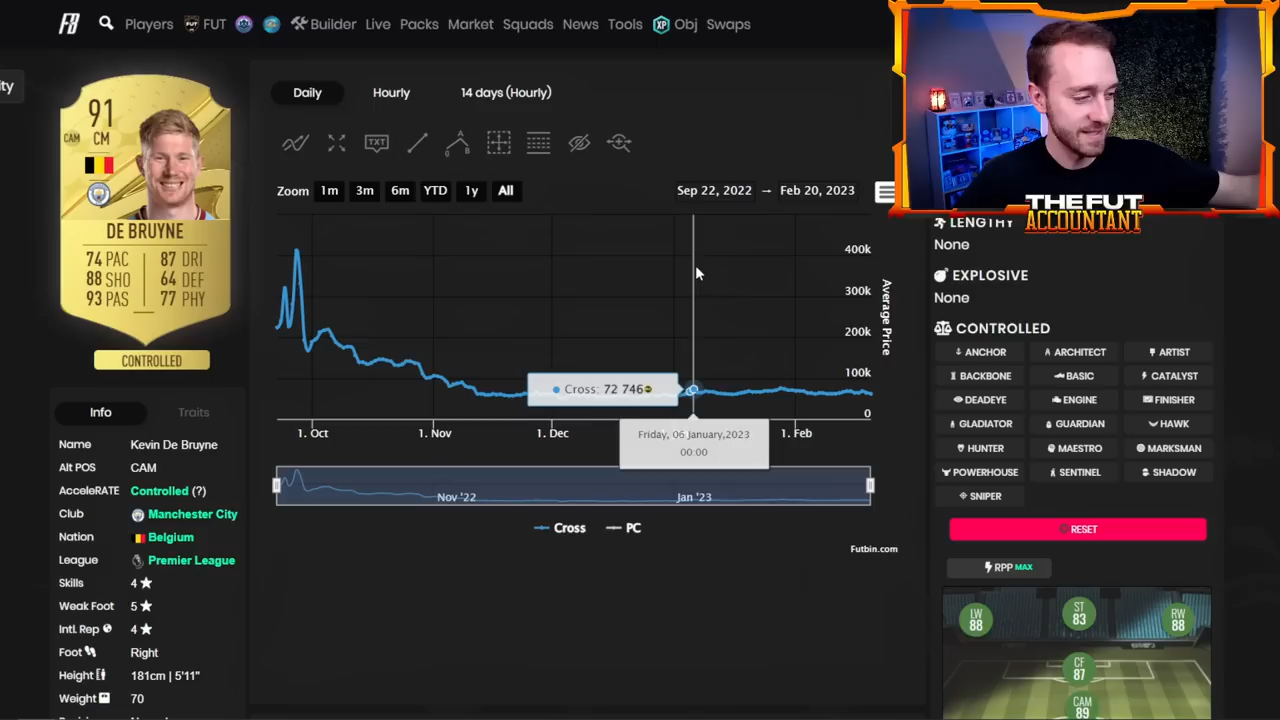 F8
Players
FUT
Builder
Live
Packs
Market
Squads
News
Tools
XP
Obj
Swaps
ity
91
CAM
CM
DE BRUYNE
74 PAC 87 DRI
88 SHO 64 DEF
93 PAS 77 PHY
CONTROLLED
Info
Traits
Name Kevin De Bruyne
Alt POS CAM
AcceleRATE Controlled (?)
Club Manchester City
Nation Belgium
League Premier League
Skills 4
Weak Foot 5
Intl. Rep 4
Foot Right
Height 181cm | 5'11"
Weight 70
Daily
Hourly
14 days (Hourly)
TXT
Zoom 1m 3m 6m YTD 1y All
Sep 22, 2022 → Feb 20, 2023
400k
300k
200k
100k
0
Average Price
Cross: 72 746
1. Oct
1. Nov
1. Dec
1. Feb
Friday, 06 January,2023
00:00
Nov '22
Jan '23
Cross
PC
Futbin.com
THE FUT
ACCOUNTANT
LENGTHY
None
EXPLOSIVE
None
CONTROLLED
ANCHOR ARCHITECT ARTIST
BACKBONE BASIC CATALYST
DEADEYE ENGINE FINISHER
GLADIATOR GUARDIAN HAWK
HUNTER MAESTRO MARKSMAN
POWERHOUSE SENTINEL SHADOW
SNIPER
RESET
RPP MAX
LW
88
ST
83
RW
88
CF
87
CAM
89